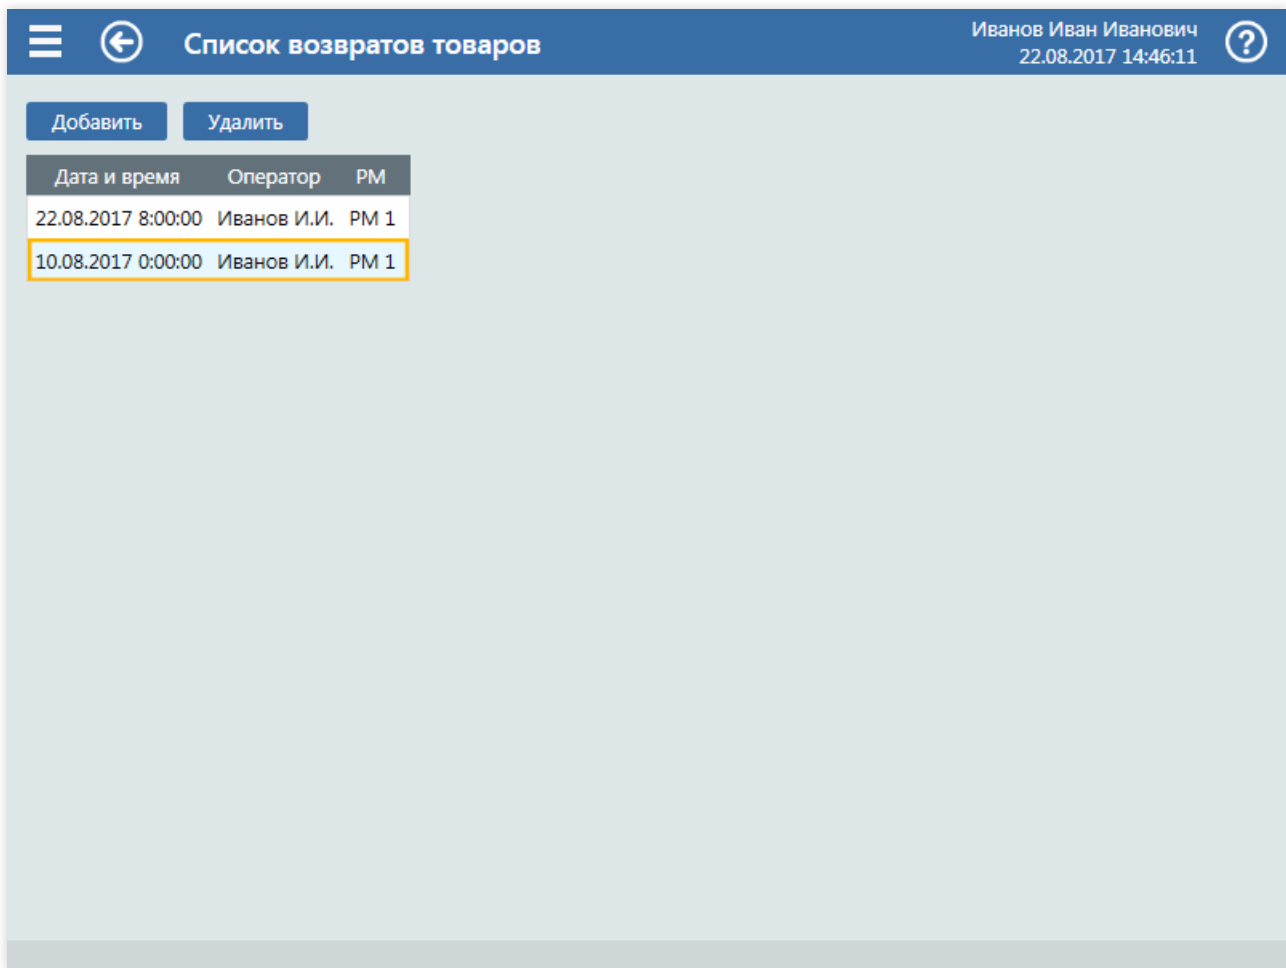 Список возвратов товаров
Иванов Иван Иванович
22.08.2017 14:46:11
?
Добавить Удалить
Дата и время Оператор РМ
22.08.2017 8:00:00 Иванов И.И. РМ 1
10.08.2017 0:00:00 Иванов И.И. РМ 1